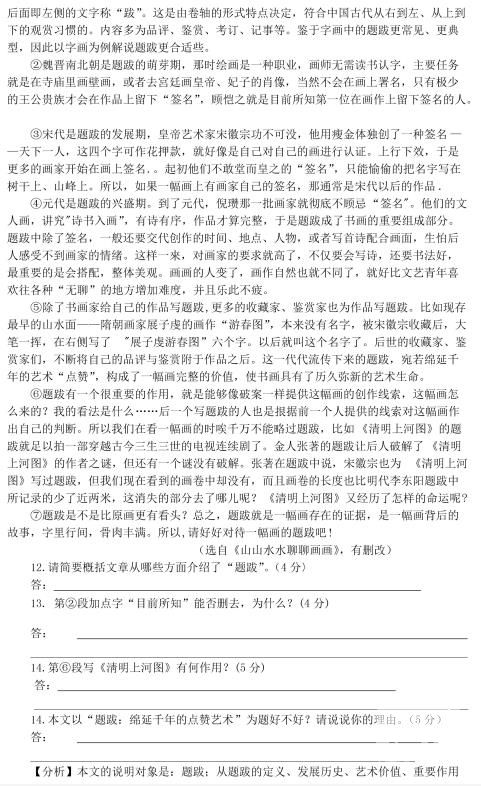 后面即左侧的文字称“跋”。这是由卷轴的形式特点决定，符合中国古代从右到左、从上到
下的观赏习惯的。内容多为品评、鉴赏、考订、记事等。鉴于字画中的题跋更常见、更典
型，因此以字画为例解说题跋更合适些。
②魏晋南北朝是题跋的萌芽期，那时绘画是一种职业，画师无需读书认字，主要任务
就是在寺庙里画壁画，或者去宫廷画皇帝、妃子的肖像，当然不会在画上署名，只有极少
的王公贵族才会在作品上留下“签名”，顾恺之就是目前所知第一位在画作上留下签名的人。
③宋代是题跋的发展期，皇帝艺术家宋徽宗功不可没，他用瘦金体独创了一种签名—
—天下一人，这四个字可作花押款，就好像是自己对自己的画进行认证。上行下效，于是
更多的画家开始在画上签名．。起初他们不敢堂而皇之的“签名”，只能偷偷的把名字写在
树干上、山峰上。所以，如果一幅画上有画家自己的签名，那通常是宋代以后的作品．
④元代是题跋的兴盛期。到了元代，倪瓒那一批画家就彻底不顾忌“签名”。他们的文
人画，讲究"诗书入画”，有诗有序，作品才算完整，于是题跋成了书画的重要组成部分。
题跋中除了签名，一般还要交代创作的时间、地点、人物，或者写首诗配合画面，生怕后
人感受不到画家的情绪。这样一来，对画家的要求就高了，不仅要会写诗，还要书法好，
最重要的是会搭配，整体美观。画画的人变了，画作自然也就不同了，就好比文艺青年喜
欢往各种“无聊”的地方增加难度，并且乐此不疲。
⑤除了书画家给自己的作品写题跋,更多的收藏家、鉴赏家也为作品写题跋。比如现存
最早的山水画——隋朝画家展子虔的画作“游春图”，本来没有名字，被宋徽宗收藏后，大
笔一挥，在右侧写了 "展子虔游春图”六个字。以后就叫这个名字了。后世的收藏家、鉴
赏家们，不断将自己的品评与鉴赏附于作品之后。这一代代流传下来的题跋，宛若绵延千
年的艺术“点赞”，构成了一幅画完整的价值，使书画具有了历久弥新的艺术生命。
⑥题跋有一个很重要的作用，就是能够像破案一样提供这幅画的创作线索，这幅画怎
么来的？我的看法是什么……后一个写题跋的人也是根据前一个人提供的线索对这幅画作
出自己的判断。所以我们在看一幅画的时唉千万不能略过题跋，比如《清明上河图》的题
跋就足以拍一部穿越古今三生三世的电视连续剧了。金人张著的题跋让后人破解了《清明
上河图》的作者之谜，但还有一个谜没有破解。张著在题跋中说，宋徽宗也为 《清明上河
图》写过题跋，但我们现在看到的画卷中却没有，而且画卷的长度也比明代李东阳题跋中
所记录的少了近两米，这消失的部分去了哪儿呢？《清明上河图》又经历了怎样的命运呢?
⑦题跋是不是比原画更有看头？总之，题跋就是一幅画存在的证据，是一幅画背后的
故事，字里行间，骨肉丰满。所以,请好好对待一幅画的题跋吧！
（选自《山山水水聊聊画画》，有删改）
12.请简要概括文章从哪些方面介绍了“题跋”。（4 分）
答：
13. 第②段加点字“目前所知”能否删去，为什么？(4 分)
答：
14.第⑥段写《清明上河图》有何作用？(5 分)
答：
14.本文以“题跋：绵延千年的点赞艺术”为题好不好？请说说你的理由。（5 分）
答：
【分析】本文的说明对象是：题跋；从题跋的定义、发展历史、艺术价值、重要作用